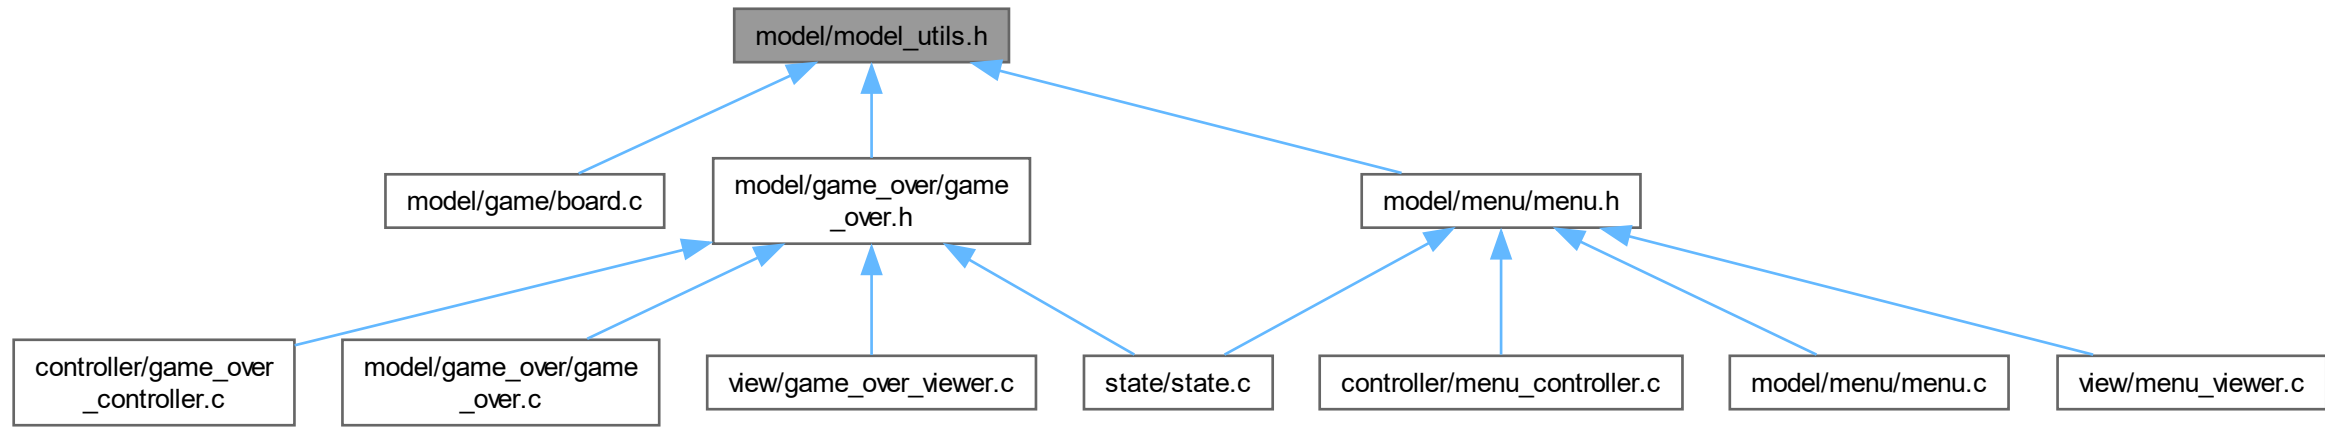 model/model_utils.h
model/game/board.c
model/game_over/game
_over.h
model/menu/menu.h
controller/game_over
_controller.c
model/game_over/game
_over.c
view/game_over_viewer.c
state/state.c
controller/menu_controller.c
model/menu/menu.c
view/menu_viewer.c